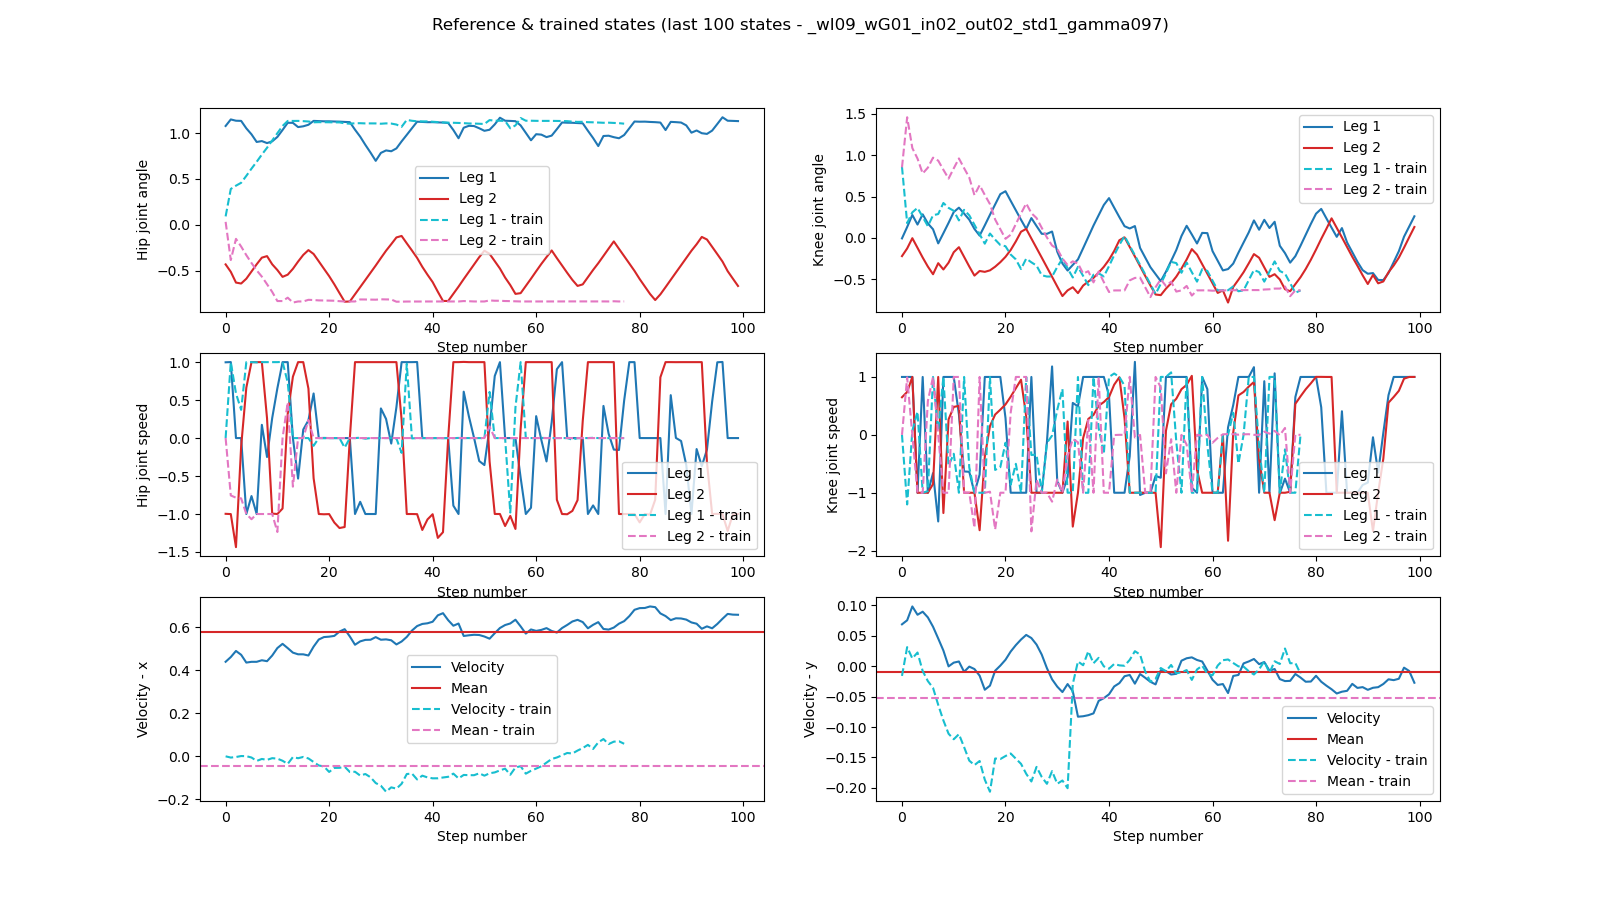 Reference & trained states (last 100 states - _wI09_wG01_in02_out02_std1_gamma097)
Hip joint angle
1.0
0.5
0.0
−0.5
Leg 1
Leg 2
Leg 1 - train
Leg 2 - train
0 20 40 60 80 100
Step number
Knee joint angle
1.5
1.0
0.5
0.0
−0.5
Leg 1
Leg 2
Leg 1 - train
Leg 2 - train
0 20 40 60 80 100
Step number
Hip joint speed
1.0
0.5
0.0
−0.5
−1.0
−1.5
Leg 1
Leg 2
Leg 1 - train
Leg 2 - train
0 20 40 60 80 100
Step number
Knee joint speed
1
0
−1
−2
Leg 1
Leg 2
Leg 1 - train
Leg 2 - train
0 20 40 60 80 100
Step number
Velocity - x
0.6
0.4
0.2
0.0
−0.2
Velocity
Mean
Velocity - train
Mean - train
0 20 40 60 80 100
Step number
Velocity - y
0.10
0.05
0.00
−0.05
−0.10
−0.15
−0.20
Velocity
Mean
Velocity - train
Mean - train
0 20 40 60 80 100
Step number